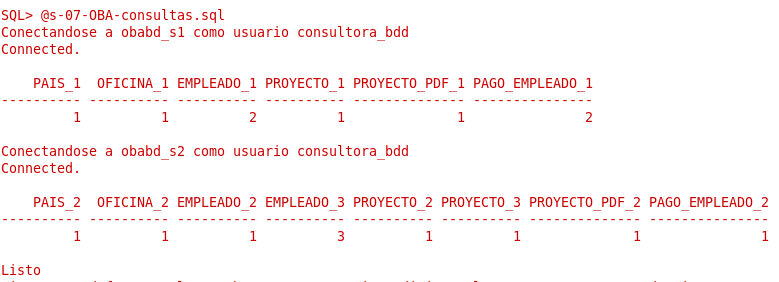 SQL> @s-07-OBA-consultas.sql
Conectandose a obabd_s1 como usuario consultora_bdd
Connected.
    PAIS_1  OFICINA_1 EMPLEADO_1 PROYECTO_1 PROYECTO_PDF_1 PAGO_EMPLEADO_1
---------- ---------- ---------- ---------- -------------- ---------------
         1          1          2          1              1               2
Conectandose a obabd_s2 como usuario consultora_bdd
Connected.
    PAIS_2  OFICINA_2 EMPLEADO_2 EMPLEADO_3 PROYECTO_2 PROYECTO_3 PROYECTO_PDF_2 PAGO_EMPLEADO_2
---------- ---------- ---------- ---------- ---------- ---------- -------------- ---------------
         1          1          1          3          1          1              1               1
Listo